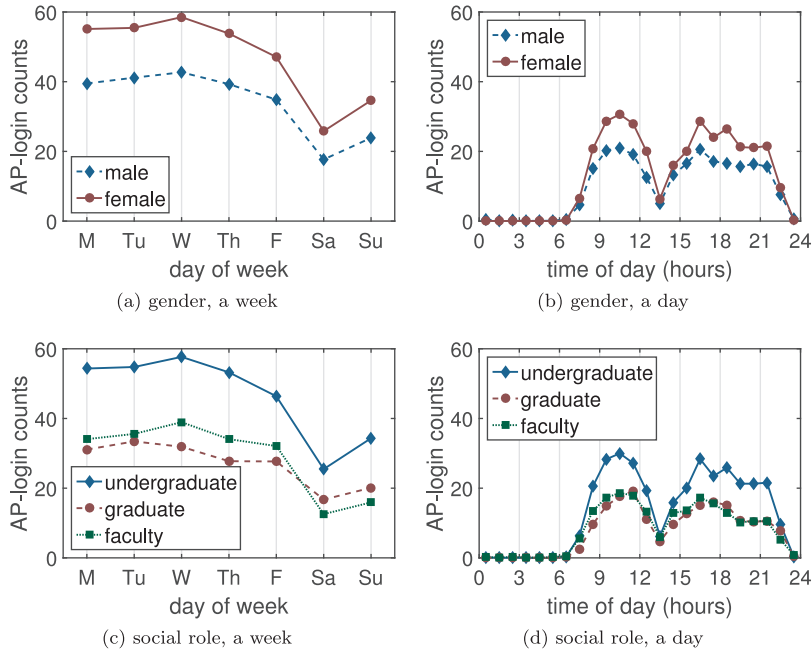 60
40
20
0
AP-login counts
male
female
M Tu W Th F Sa Su
day of week
(a) gender, a week
60
40
20
0
AP-login counts
male
female
0 3 6 9 12 15 18 21 24
time of day (hours)
(b) gender, a day
60
40
20
0
AP-login counts
undergraduate
graduate
faculty
M Tu W Th F Sa Su
day of week
(c) social role, a week
60
40
20
0
AP-login counts
undergraduate
graduate
faculty
0 3 6 9 12 15 18 21 24
time of day (hours)
(d) social role, a day